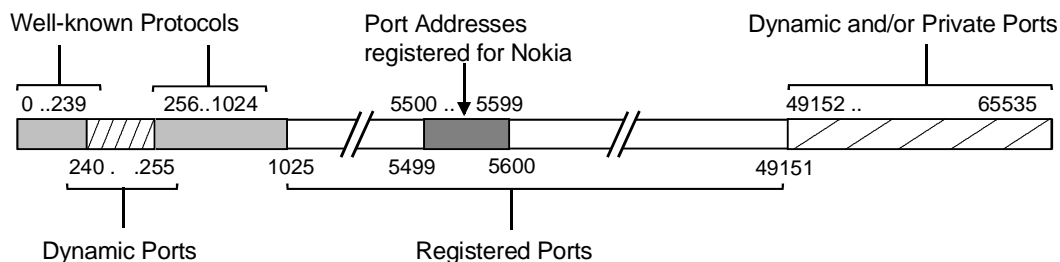 Well-known Protocols
Port Addresses
registered for Nokia
Dynamic and/or Private Ports
0 ..239
256..1024
5500 .. 5599
49152 .. 65535
240 . ..255
1025
5499
5600
49151
Dynamic Ports
Registered Ports